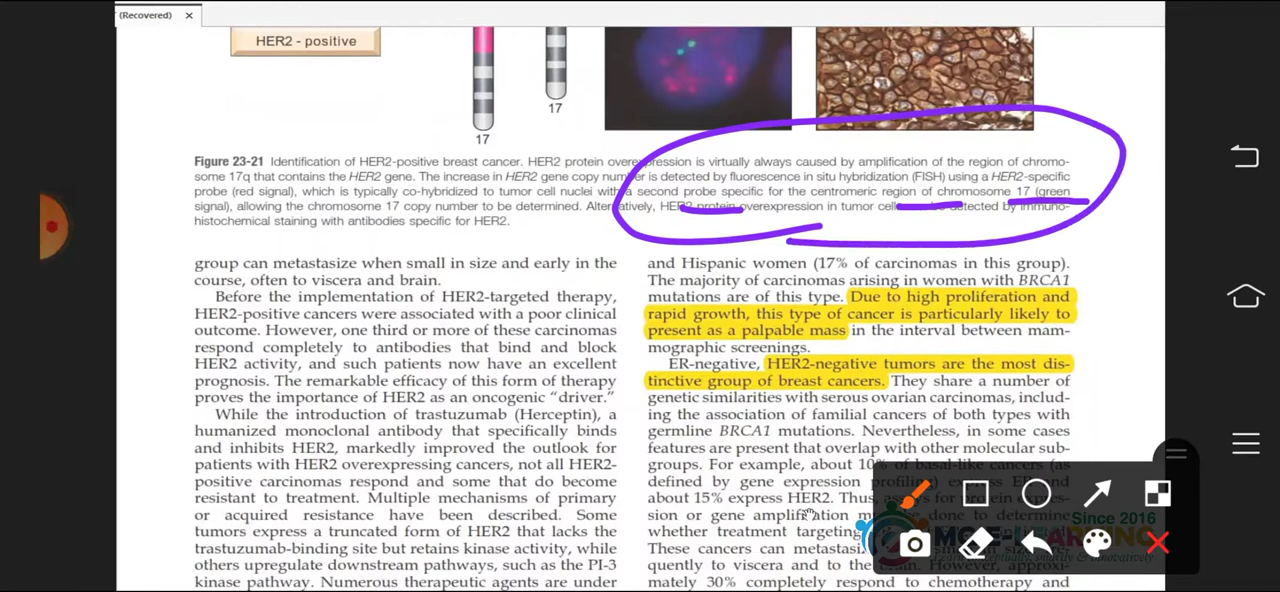 (Recovered) ×
HER2 - positive
17
17
Figure 23-21 Identification of HER2-positive breast cancer. HER2 protein overexpression is virtually always caused by amplification of the region of chromo-
some 17q that contains the HER2 gene. The increase in HER2 gene copy number is detected by fluorescence in situ hybridization (FISH) using a HER2-specific
probe (red signal), which is typically co-hybridized to tumor cell nuclei with a second probe specific for the centromeric region of chromosome 17 (green
signal), allowing the chromosome 17 copy number to be determined. Alternatively, HER2 protein overexpression in tumor cells detected by immuno-
histochemical staining with antibodies specific for HER2.
group can metastasize when small in size and early in the
course, often to viscera and brain.
Before the implementation of HER2-targeted therapy,
HER2-positive cancers were associated with a poor clinical
outcome. However, one third or more of these carcinomas
respond completely to antibodies that bind and block
HER2 activity, and such patients now have an excellent
prognosis. The remarkable efficacy of this form of therapy
proves the importance of HER2 as an oncogenic “driver.”
While the introduction of trastuzumab (Herceptin), a
humanized monoclonal antibody that specifically binds
and inhibits HER2, markedly improved the outlook for
patients with HER2 overexpressing cancers, not all HER2-
positive carcinomas respond and some that do become
resistant to treatment. Multiple mechanisms of primary
or acquired resistance have been described. Some
tumors express a truncated form of HER2 that lacks the
trastuzumab-binding site but retains kinase activity, while
others upregulate downstream pathways, such as the PI-3
kinase pathway. Numerous therapeutic agents are under
and Hispanic women (17% of carcinomas in this group).
The majority of carcinomas arising in women with BRCA1
mutations are of this type. Due to high proliferation and
rapid growth, this type of cancer is particularly likely to
present as a palpable mass in the interval between mam-
mographic screenings.
ER-negative, HER2-negative tumors are the most dis-
tinctive group of breast cancers. They share a number of
genetic similarities with serous ovarian carcinomas, includ-
ing the association of familial cancers of both types with
germline BRCA1 mutations. Nevertheless, in some cases
features are present that overlap with other molecular sub-
groups. For example, about 10% of basal-like cancers (as
defined by gene expression profiling) express ER and
about 15% express HER2. Thus, assays for protein expres-
sion or gene amplification done to determine
whether treatment targeting
These cancers can metastasize size
quently to viscera and to the brain. However, approxi-
mately 30% completely respond to chemotherapy and
Since 2016